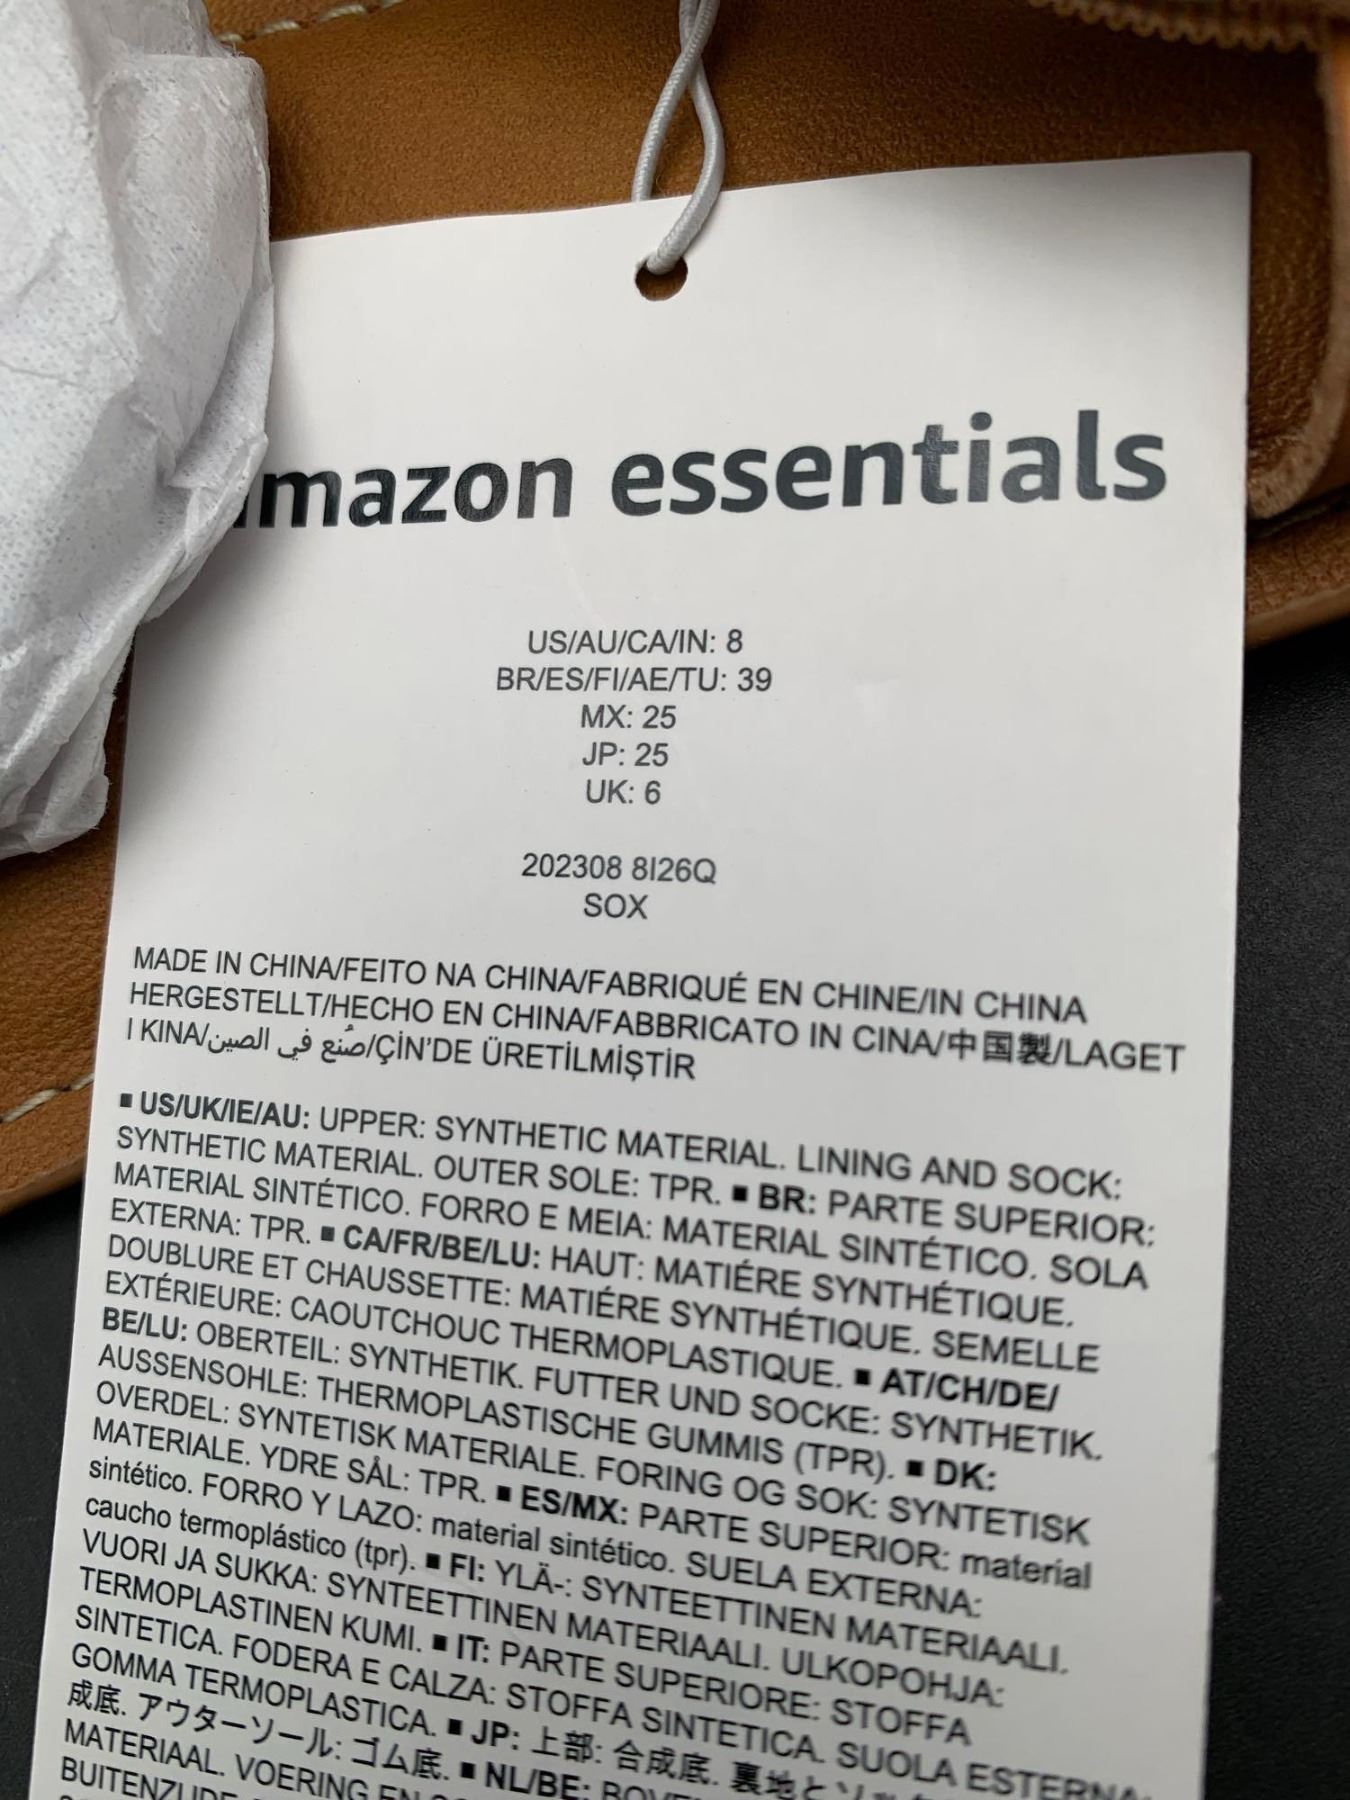 amazon essentials
US/AU/CA/IN: 8
BR/ES/FI/AE/TU: 39
MX: 25
JP: 25
UK: 6
202308 8I26Q
SOX
MADE IN CHINA/FEITO NA CHINA/FABRIQUÉ EN CHINE/IN CHINA
HERGESTELLT/HECHO EN CHINA/FABBRICATO IN CINA/中国製/LAGET
I KINA/صُنع في الصين/ÇİN'DE ÜRETİLMİŞTİR
▪ US/UK/IE/AU: UPPER: SYNTHETIC MATERIAL. LINING AND SOCK:
SYNTHETIC MATERIAL. OUTER SOLE: TPR. ▪ BR: PARTE SUPERIOR:
MATERIAL SINTÉTICO. FORRO E MEIA: MATERIAL SINTÉTICO. SOLA
EXTERNA: TPR. ▪ CA/FR/BE/LU: HAUT: MATIÉRE SYNTHÉTIQUE.
DOUBLURE ET CHAUSSETTE: MATIÉRE SYNTHÉTIQUE. SEMELLE
EXTÉRIEURE: CAOUTCHOUC THERMOPLASTIQUE. ▪ AT/CH/DE/
BE/LU: OBERTEIL: SYNTHETIK. FUTTER UND SOCKE: SYNTHETIK.
AUSSENSOHLE: THERMOPLASTISCHE GUMMIS (TPR). ▪ DK:
OVERDEL: SYNTETISK MATERIALE. FORING OG SOK: SYNTETISK
MATERIALE. YDRE SÅL: TPR. ▪ ES/MX: PARTE SUPERIOR: material
sintético. FORRO Y LAZO: material sintético. SUELA EXTERNA:
caucho termoplástico (tpr). ▪ FI: YLÄ-: SYNTEETTINEN MATERIAALI.
VUORI JA SUKKA: SYNTEETTINEN MATERIAALI. ULKOPOHJA:
TERMOPLASTINEN KUMI. ▪ IT: PARTE SUPERIORE: STOFFA
SINTETICA. FODERA E CALZA: STOFFA SINTETICA. SUOLA ESTERNA:
GOMMA TERMOPLASTICA. ▪ JP: 上部: 合成底. 裏地と
成底. アウターソール: ゴム底. ▪ NL/BE:
MATERIAAL. VOERING EN